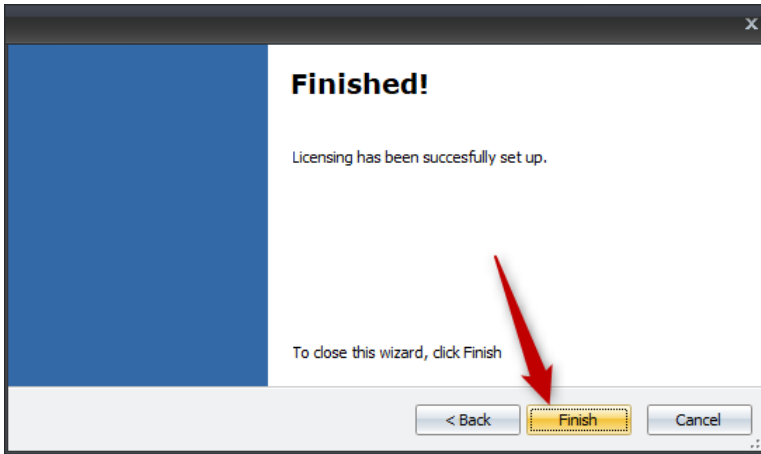 x
Finished!
Licensing has been succesfully set up.
To close this wizard, click Finish
< Back
Finish
Cancel